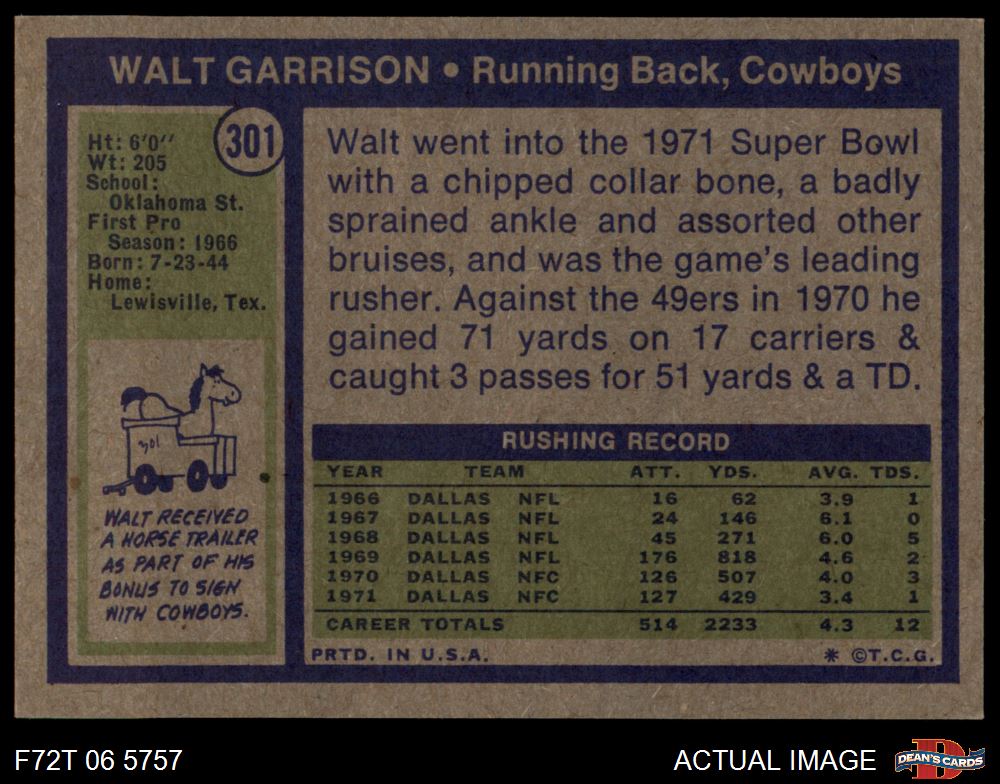 WALT GARRISON • Running Back, Cowboys
301
Ht: 6'0''
Wt: 205
School:
Oklahoma St.
First Pro
Season: 1966
Born: 7-23-44
Home:
Lewisville, Tex.
301
WALT RECEIVED
A HORSE TRAILER
AS PART OF HIS
BONUS TO SIGN
WITH COWBOYS.
Walt went into the 1971 Super Bowl
with a chipped collar bone, a badly
sprained ankle and assorted other
bruises, and was the game's leading
rusher. Against the 49ers in 1970 he
gained 71 yards on 17 carriers &
caught 3 passes for 51 yards & a TD.
RUSHING RECORD
YEAR TEAM ATT. YDS. AVG. TDS.
1966 DALLAS NFL 16 62 3.9 1
1967 DALLAS NFL 24 146 6.1 0
1968 DALLAS NFL 45 271 6.0 5
1969 DALLAS NFL 176 818 4.6 2
1970 DALLAS NFC 126 507 4.0 3
1971 DALLAS NFC 127 429 3.4 1
CAREER TOTALS 514 2233 4.3 12
PRTD. IN U.S.A. * ©T.C.G.
F72T 06 5757 ACTUAL IMAGE
DEAN'S CARDS